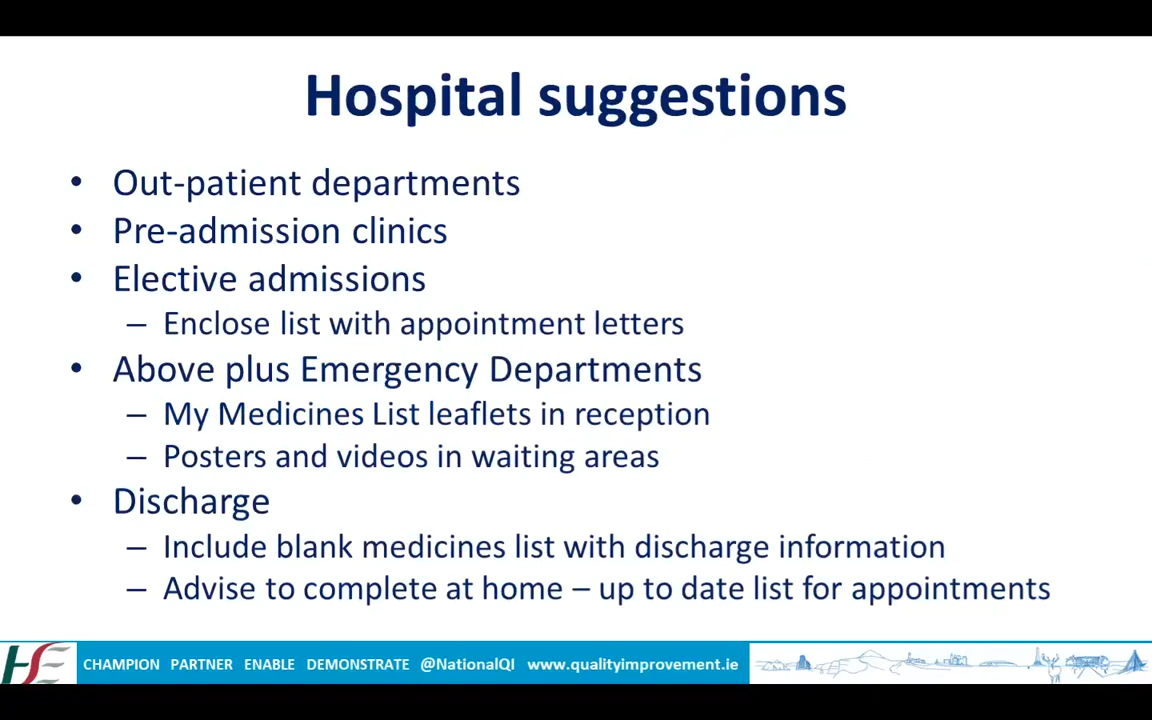 Hospital suggestions
• Out-patient departments
• Pre-admission clinics
• Elective admissions
– Enclose list with appointment letters
• Above plus Emergency Departments
– My Medicines List leaflets in reception
– Posters and videos in waiting areas
• Discharge
– Include blank medicines list with discharge information
– Advise to complete at home – up to date list for appointments
HSE CHAMPION PARTNER ENABLE DEMONSTRATE @NationalQI www.qualityimprovement.ie